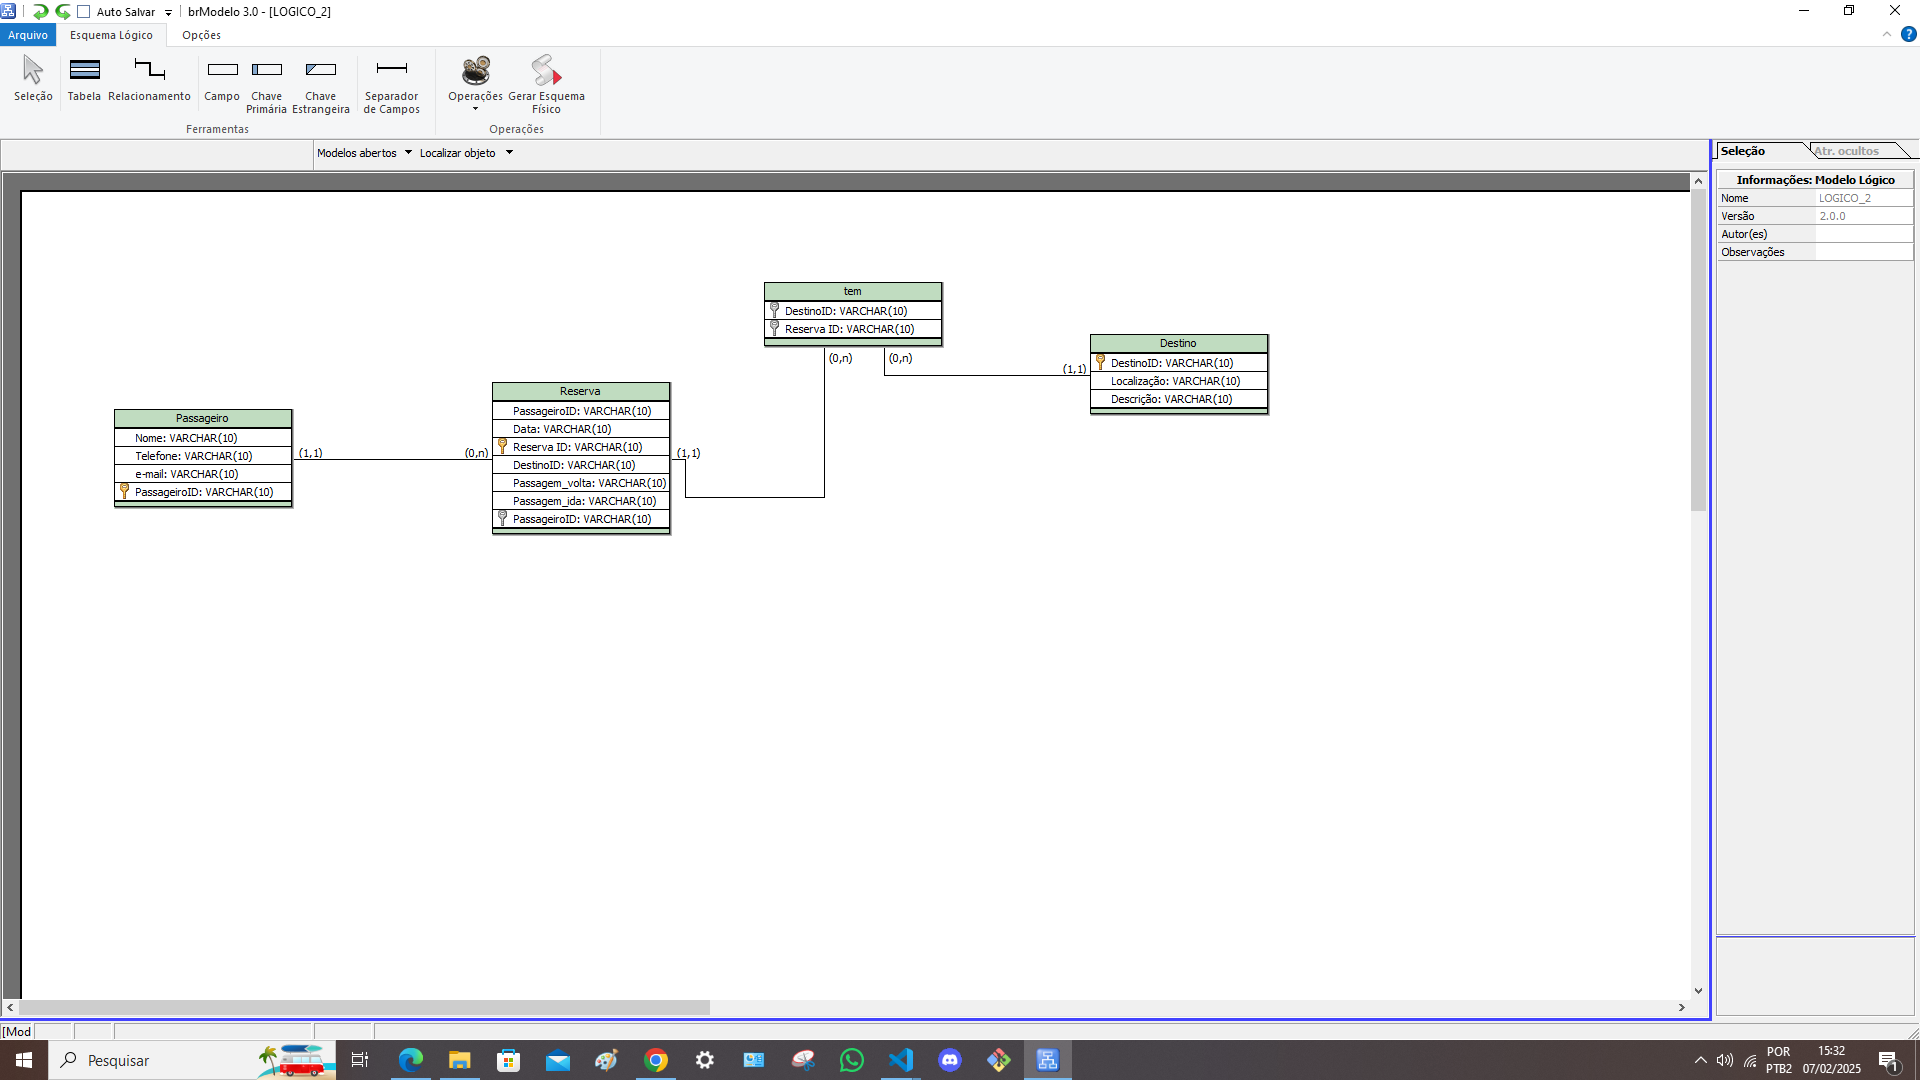 Auto Salvar
brModelo 3.0 - [LOGICO_2]
Arquivo
Esquema Lógico
Opções
?
Seleção
Tabela
Relacionamento
Campo
Chave Primária
Chave Estrangeira
Separador de Campos
Operações
Gerar Esquema Físico
Ferramentas
Operações
Modelos abertos
Localizar objeto
Seleção
Atr. ocultos
Informações: Modelo Lógico
Nome LOGICO_2
Versão 2.0.0
Autor(es)
Observações
tem
DestinoID: VARCHAR(10)
Reserva ID: VARCHAR(10)
(0,n)
(0,n)
(1,1)
Destino
DestinoID: VARCHAR(10)
Localização: VARCHAR(10)
Descrição: VARCHAR(10)
Reserva
PassageiroID: VARCHAR(10)
Data: VARCHAR(10)
Reserva ID: VARCHAR(10)
DestinoID: VARCHAR(10)
Passagem_volta: VARCHAR(10)
Passagem_ida: VARCHAR(10)
PassageiroID: VARCHAR(10)
(1,1)
Passageiro
Nome: VARCHAR(10)
Telefone: VARCHAR(10)
e-mail: VARCHAR(10)
PassageiroID: VARCHAR(10)
(1,1)
(0,n)
[Mod
Pesquisar
POR
PTB2
15:32
07/02/2025
1